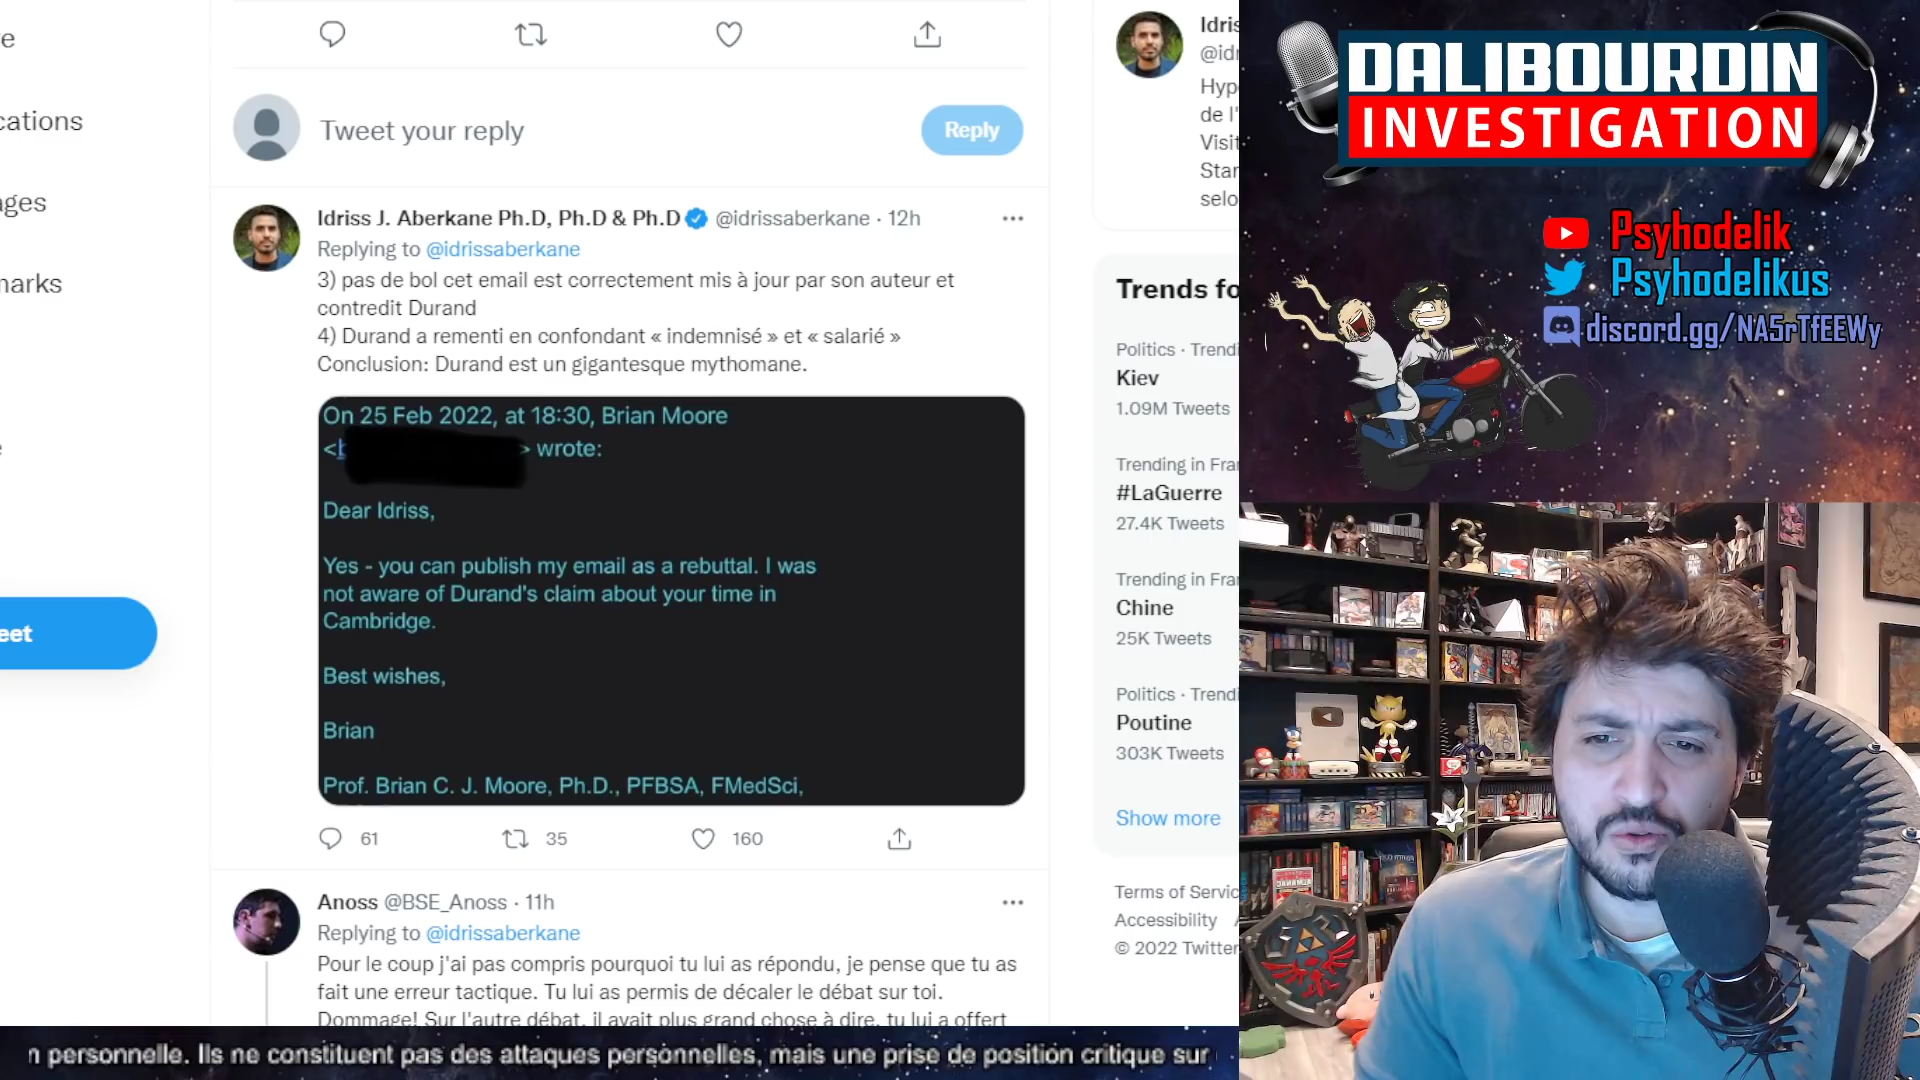 Tweet your reply
Reply
Idriss J. Aberkane Ph.D, Ph.D & Ph.D @idrissaberkane · 12h
Replying to @idrissaberkane
3) pas de bol cet email est correctement mis à jour par son auteur et
contredit Durand
4) Durand a rementi en confondant « indemnisé » et « salarié »
Conclusion: Durand est un gigantesque mythomane.
On 25 Feb 2022, at 18:30, Brian Moore
> wrote:
Dear Idriss,
Yes - you can publish my email as a rebuttal. I was
not aware of Durand's claim about your time in
Cambridge.
Best wishes,
Brian
Prof. Brian C. J. Moore, Ph.D., PFBSA, FMedSci,
61 35 160
Anoss @BSE_Anoss · 11h
Replying to @idrissaberkane
Pour le coup j'ai pas compris pourquoi tu lui as répondu, je pense que tu as
fait une erreur tactique. Tu lui as permis de décaler le débat sur toi.
Dommage! Sur l'autre débat, il avait plus grand chose à dire, tu lui a offert
Idris
@idr
Hype
de l'
Visit
Star
selo
Trends fo
Politics · Trendi
Kiev
1.09M Tweets
Trending in Fra
#LaGuerre
27.4K Tweets
Trending in Fra
Chine
25K Tweets
Politics · Trendi
Poutine
303K Tweets
Show more
Terms of Servic
Accessibility
© 2022 Twitter
cations
ages
marks
eet
DALIBOURDIN
INVESTIGATION
Psyhodelik
Psyhodelikus
discord.gg/NA5rTfEEWy
n personnelle. Ils ne constituent pas des attaques personnelles, mais une prise de position critique sur